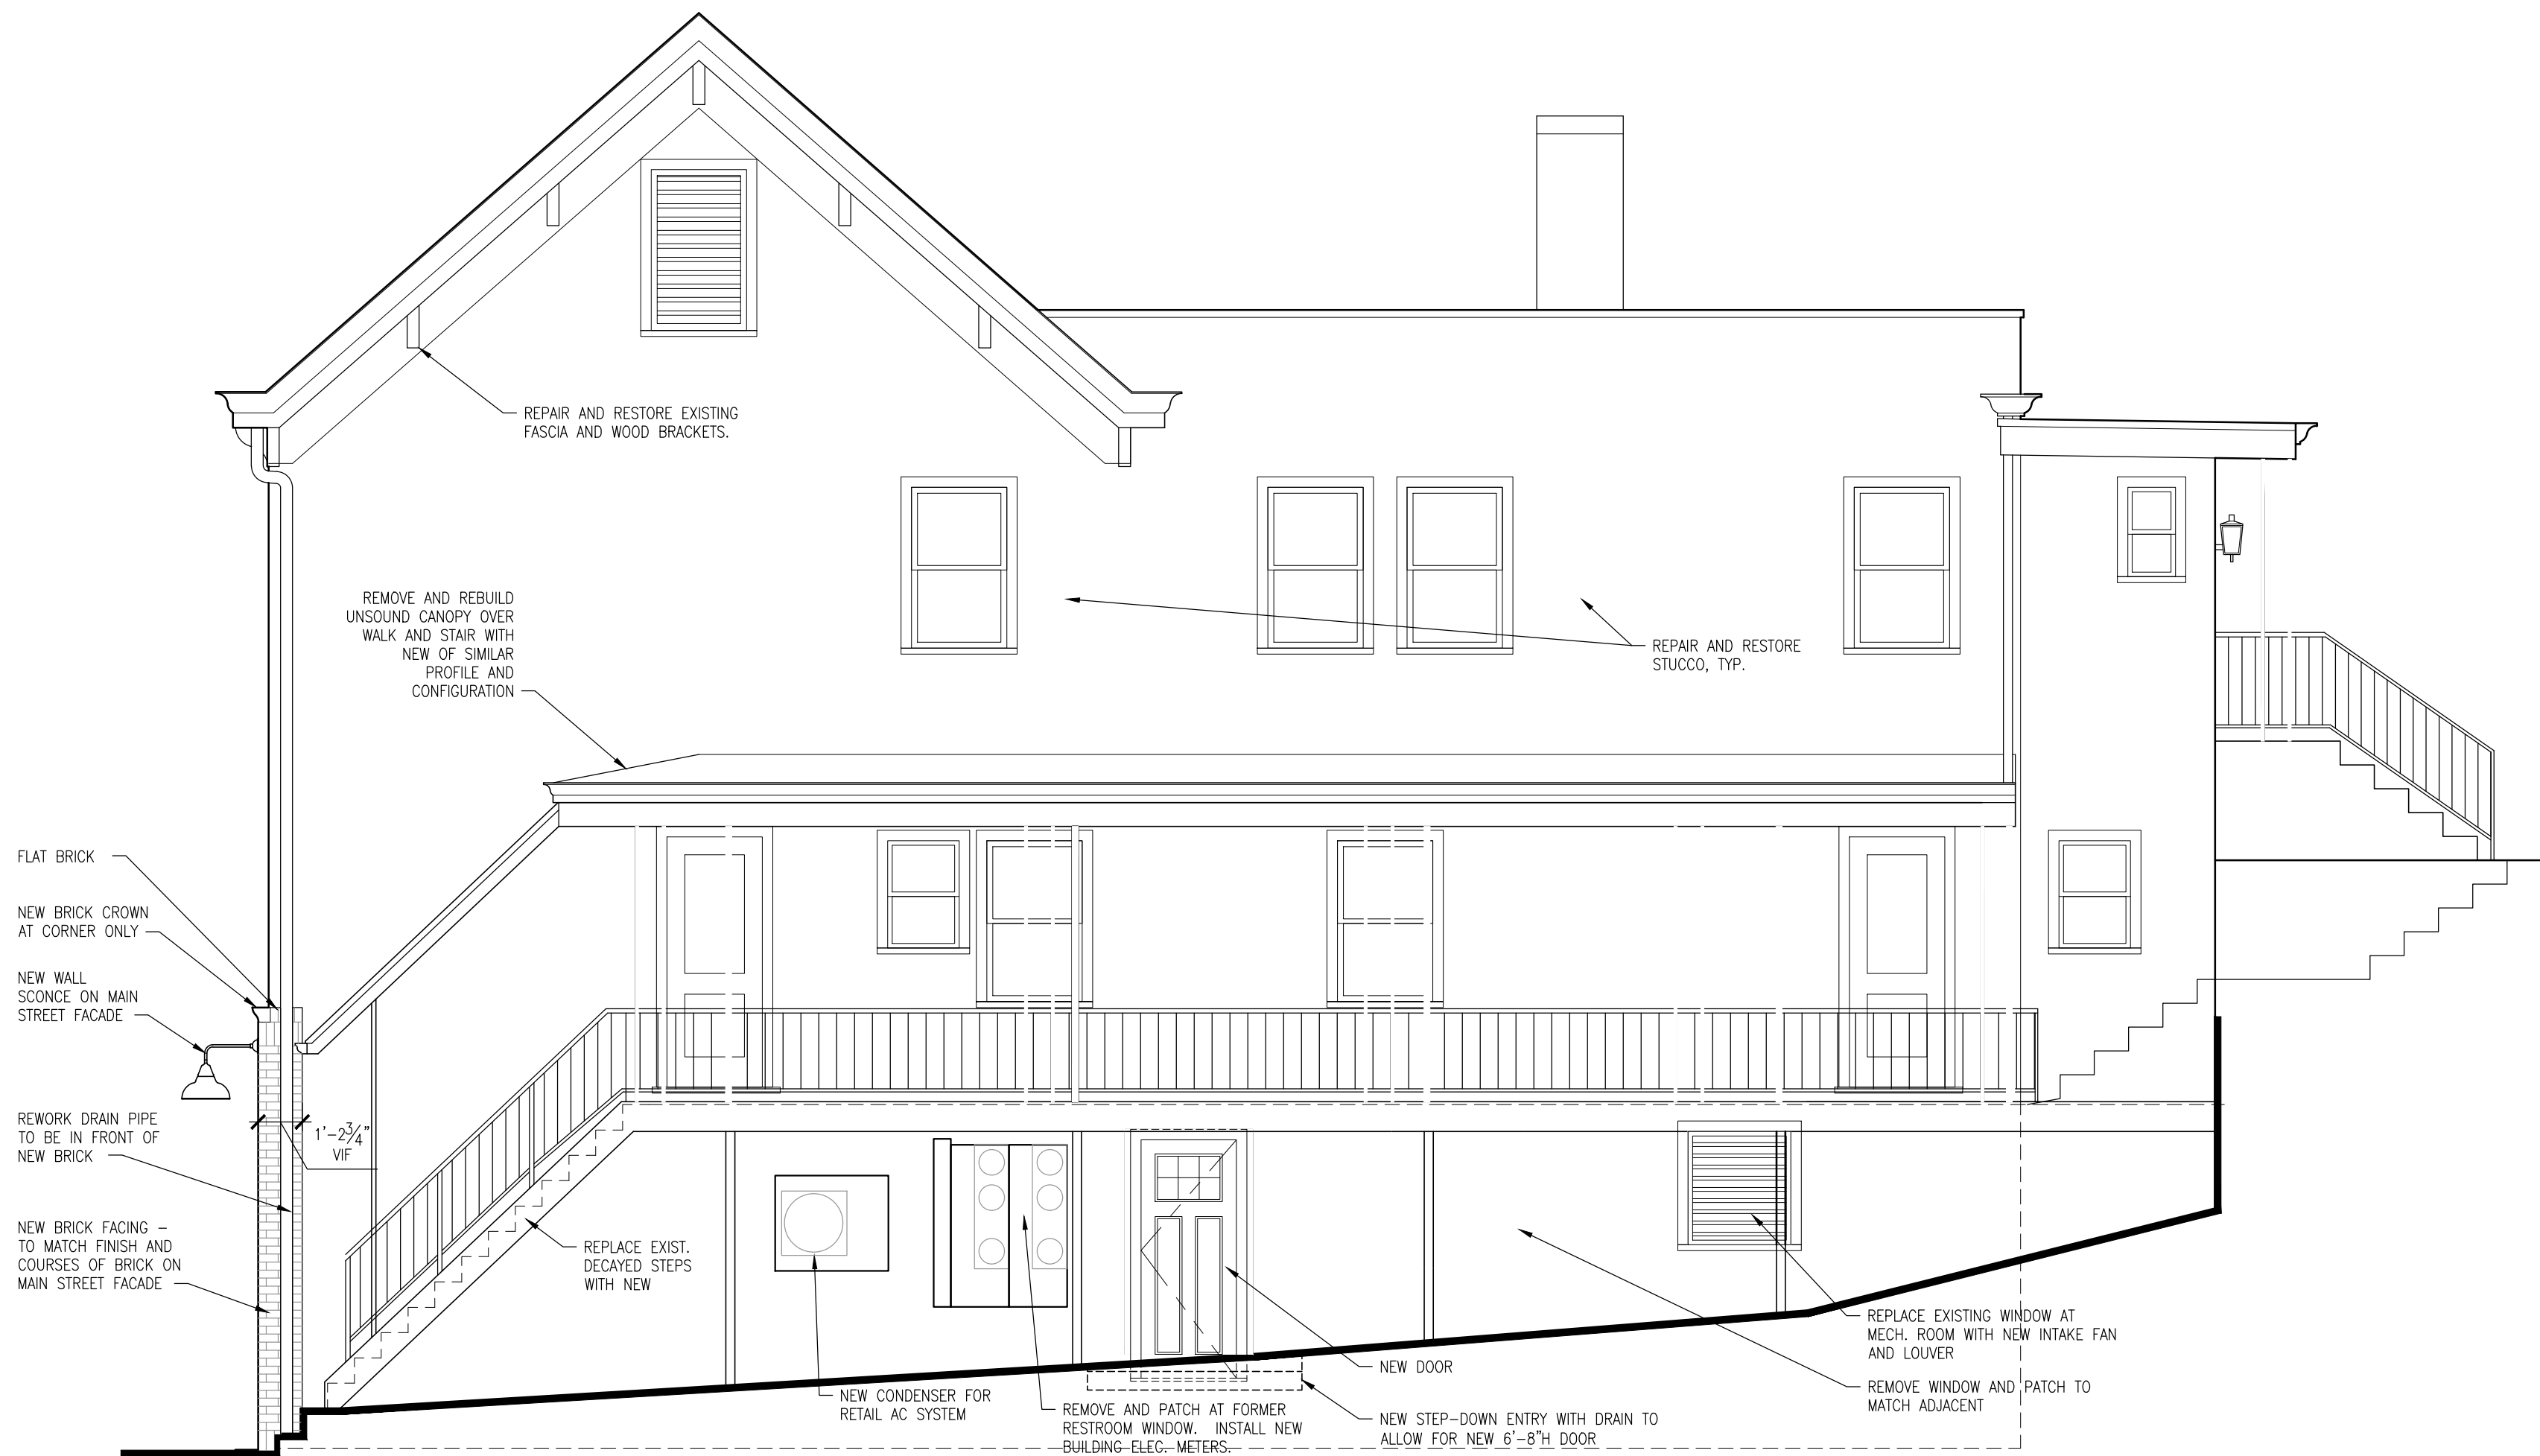 REPAIR AND RESTORE EXISTING
FASCIA AND WOOD BRACKETS.
REMOVE AND REBUILD
UNSOUND CANOPY OVER
WALK AND STAIR WITH
NEW OF SIMILAR
PROFILE AND
CONFIGURATION
REPAIR AND RESTORE
STUCCO, TYP.
FLAT BRICK
NEW BRICK CROWN
AT CORNER ONLY
NEW WALL
SCONCE ON MAIN
STREET FACADE
REWORK DRAIN PIPE
TO BE IN FRONT OF
NEW BRICK
1'-2¾"
VIF
NEW BRICK FACING –
TO MATCH FINISH AND
COURSES OF BRICK ON
MAIN STREET FACADE
REPLACE EXIST.
DECAYED STEPS
WITH NEW
NEW CONDENSER FOR
RETAIL AC SYSTEM
REMOVE AND PATCH AT FORMER
RESTROOM WINDOW. INSTALL NEW
BUILDING ELEC. METERS.
NEW DOOR
NEW STEP-DOWN ENTRY WITH DRAIN TO
ALLOW FOR NEW 6'-8"H DOOR
REPLACE EXISTING WINDOW AT
MECH. ROOM WITH NEW INTAKE FAN
AND LOUVER
REMOVE WINDOW AND PATCH TO
MATCH ADJACENT